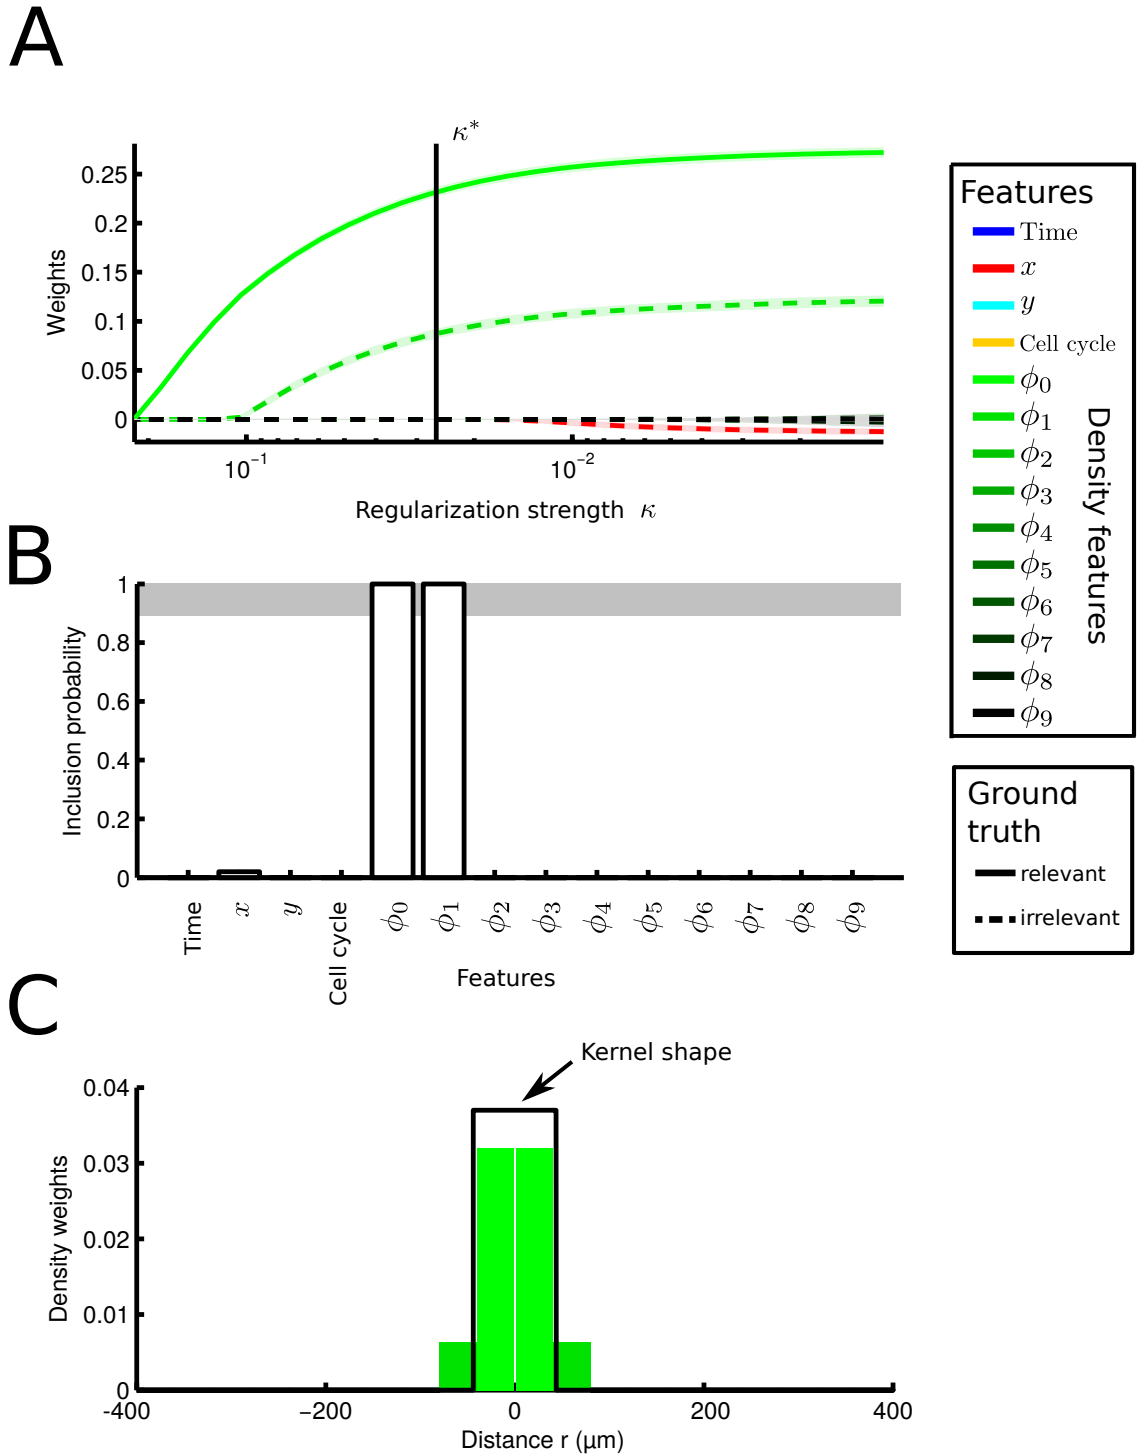 A
κ*
0.25
0.2
0.15
0.1
0.05
0
Weights
10⁻¹
10⁻²
Regularization strength κ
Features
Time
x
y
Cell cycle
ϕ0
ϕ1
ϕ2
ϕ3
ϕ4
ϕ5
ϕ6
ϕ7
ϕ8
ϕ9
Density features
Ground
truth
relevant
irrelevant
B
1
0.8
0.6
0.4
0.2
0
Inclusion probability
Time
x
y
Cell cycle
ϕ0
ϕ1
ϕ2
ϕ3
ϕ4
ϕ5
ϕ6
ϕ7
ϕ8
ϕ9
Features
C
Kernel shape
0.04
0.03
0.02
0.01
0
Density weights
-400
−200
0
200
400
Distance r (µm)